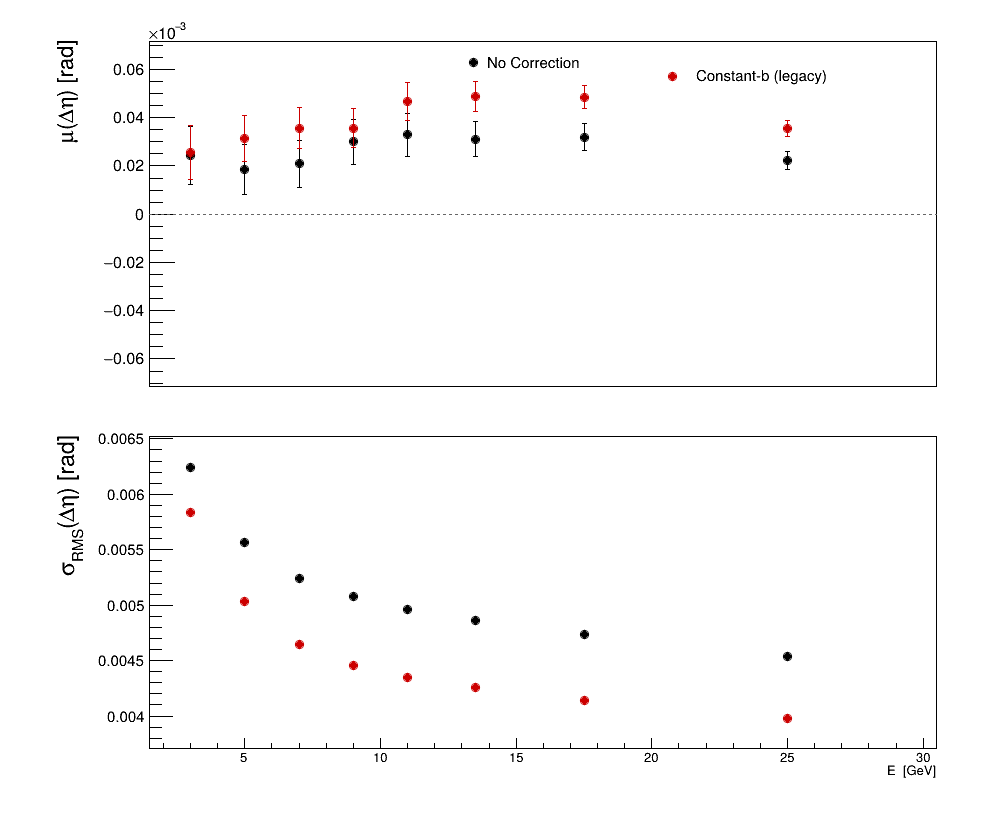 ×10⁻³
μ(Δη) [rad]
No Correction
Constant-b (legacy)
0.06
0.04
0.02
0
−0.02
−0.04
−0.06
σRMS(Δη) [rad]
0.0065
0.006
0.0055
0.005
0.0045
0.004
5 10 15 20 25 30
E [GeV]